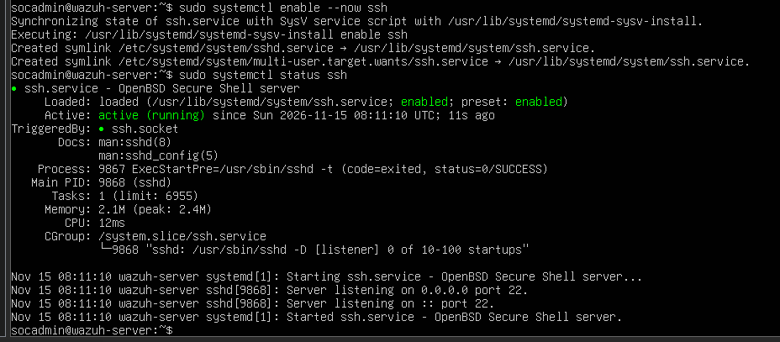 socadmin@wazuh-server:~$ sudo systemctl enable --now ssh
Synchronizing state of ssh.service with SysV service script with /usr/lib/systemd/systemd-sysv-install.
Executing: /usr/lib/systemd/systemd-sysv-install enable ssh
Created symlink /etc/systemd/system/sshd.service → /usr/lib/systemd/system/ssh.service.
Created symlink /etc/systemd/system/multi-user.target.wants/ssh.service → /usr/lib/systemd/system/ssh.service.
socadmin@wazuh-server:~$ sudo systemctl status ssh
● ssh.service - OpenBSD Secure Shell server
     Loaded: loaded (/usr/lib/systemd/system/ssh.service; enabled; preset: enabled)
     Active: active (running) since Sun 2026-11-15 08:11:10 UTC; 11s ago
TriggeredBy: ● ssh.socket
       Docs: man:sshd(8)
             man:sshd_config(5)
    Process: 9867 ExecStartPre=/usr/sbin/sshd -t (code=exited, status=0/SUCCESS)
   Main PID: 9868 (sshd)
      Tasks: 1 (limit: 6955)
     Memory: 2.1M (peak: 2.4M)
        CPU: 12ms
     CGroup: /system.slice/ssh.service
             └─9868 "sshd: /usr/sbin/sshd -D [listener] 0 of 10-100 startups"
Nov 15 08:11:10 wazuh-server systemd[1]: Starting ssh.service - OpenBSD Secure Shell server...
Nov 15 08:11:10 wazuh-server sshd[9868]: Server listening on 0.0.0.0 port 22.
Nov 15 08:11:10 wazuh-server sshd[9868]: Server listening on :: port 22.
Nov 15 08:11:10 wazuh-server systemd[1]: Started ssh.service - OpenBSD Secure Shell server.
socadmin@wazuh-server:~$